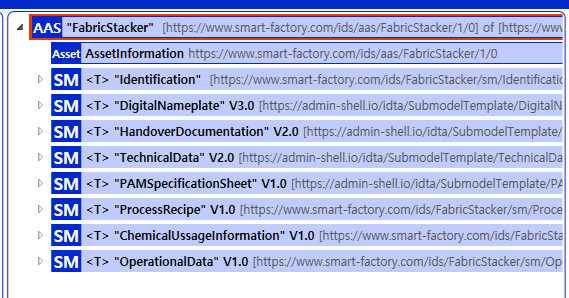 AAS "FabricStacker" [https://www.smart-factory.com/ids/aas/FabricStacker/1/0] of [https://www
Asset AssetInformation https://www.smart-factory.com/ids/aas/FabricStacker/1/0
SM <T> "Identification" [https://www.smart-factory.com/ids/FabricStacker/sm/Identificatio
SM <T> "DigitalNameplate" V3.0 [https://admin-shell.io/idta/SubmodelTemplate/DigitalN
SM <T> "HandoverDocumentation" V2.0 [https://admin-shell.io/idta/SubmodelTemplate/
SM <T> "TechnicalData" V2.0 [https://admin-shell.io/idta/SubmodelTemplate/TechnicalDa
SM <T> "PAMSpecificationSheet" V1.0 [https://admin-shell.io/idta/SubmodelTemplate/PA
SM <T> "ProcessRecipe" V1.0 [https://www.smart-factory.com/ids/FabricStacker/sm/Proce
SM <T> "ChemicalUssageInformation" V1.0 [https://www.smart-factory.com/ids/FabricSta
SM <T> "OperationalData" V1.0 [https://www.smart-factory.com/ids/FabricStacker/sm/Op